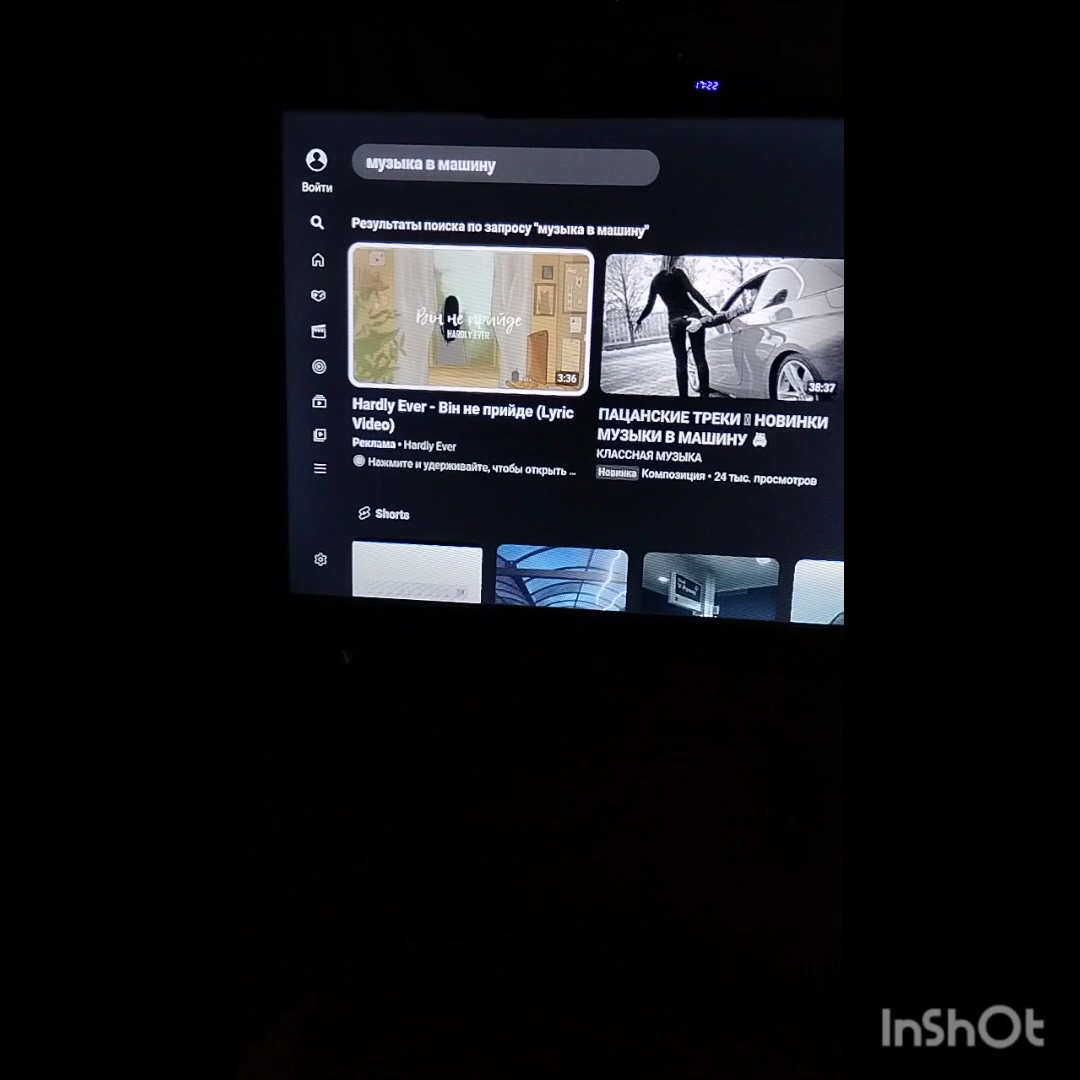 17:22
музыка в машину
Войти
Результаты поиска по запросу "музыка в машину"
Він не прийде
HARDLY EVER
3:36
38:37
Hardly Ever - Він не прийде (Lyric
Video)
Реклама • Hardly Ever
Нажмите и удерживайте, чтобы открыть ...
ПАЦАНСКИЕ ТРЕКИ НОВИНКИ
МУЗЫКИ В МАШИНУ
КЛАССНАЯ МУЗЫКА
Новинка Композиция • 24 тыс. просмотров
Shorts
InShOt